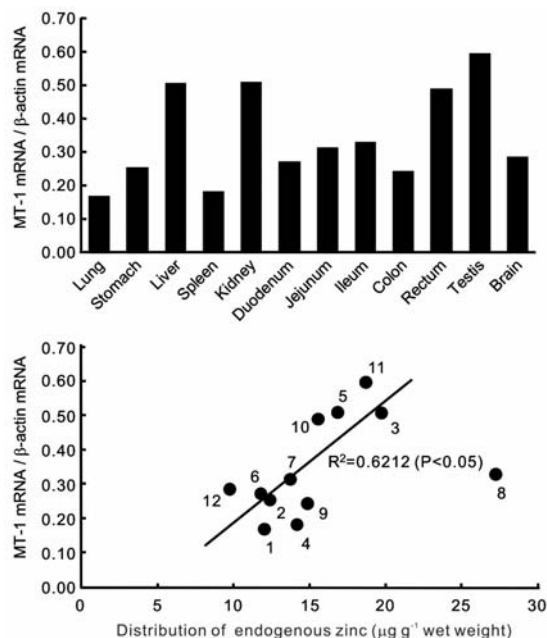 MT-1 mRNA / β-actin mRNA
0.70
0.60
0.50
0.40
0.30
0.20
0.10
0.00
Lung
Stomach
Liver
Spleen
Kidney
Duodenum
Jejunum
Ileum
Colon
Rectum
Testis
Brain
MT-1 mRNA / β-actin mRNA
0.70
0.60
0.50
0.40
0.30
0.20
0.10
0.00
11
5
10
3
R²=0.6212 (P<0.05)
7
6
12
8
2
9
1
4
0 5 10 15 20 25 30
Distribution of endogenous zinc (μg g⁻¹ wet weight)